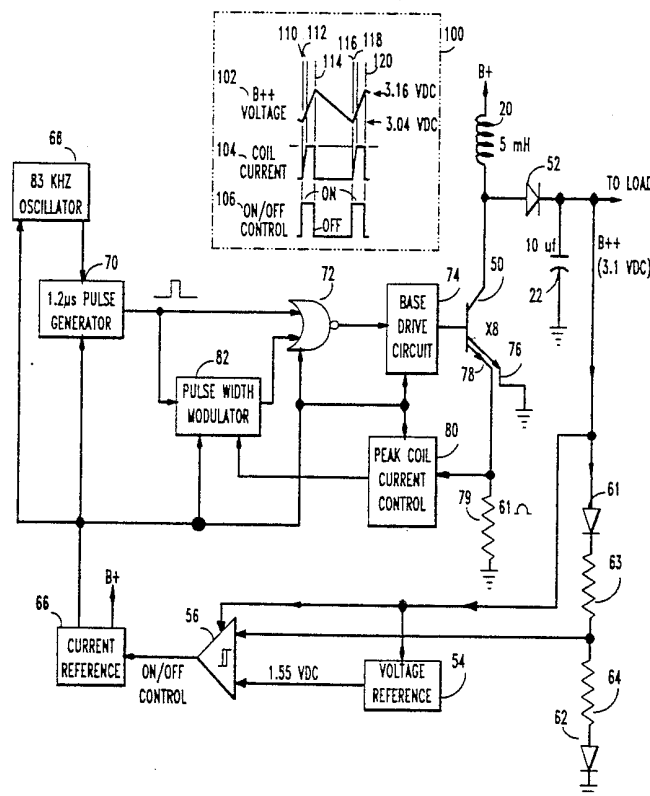 110
112
116
118
100
114
120
102
B++
VOLTAGE
3.16 VDC
3.04 VDC
104
COIL
CURRENT
106
ON
ON/OFF
CONTROL
OFF
B+
20
5 mH
52
TO LOAD
68
83 KHZ
OSCILLATOR
10 uf
22
B++
(3.1 VDC)
70
1.2µs PULSE
GENERATOR
72
74
BASE
DRIVE
CIRCUIT
50
X8
76
78
82
PULSE WIDTH
MODULATOR
80
PEAK COIL
CURRENT
CONTROL
79
61Ω
61
63
B+
66
CURRENT
REFERENCE
56
ON/OFF
CONTROL
1.55 VDC
VOLTAGE
REFERENCE
54
64
62